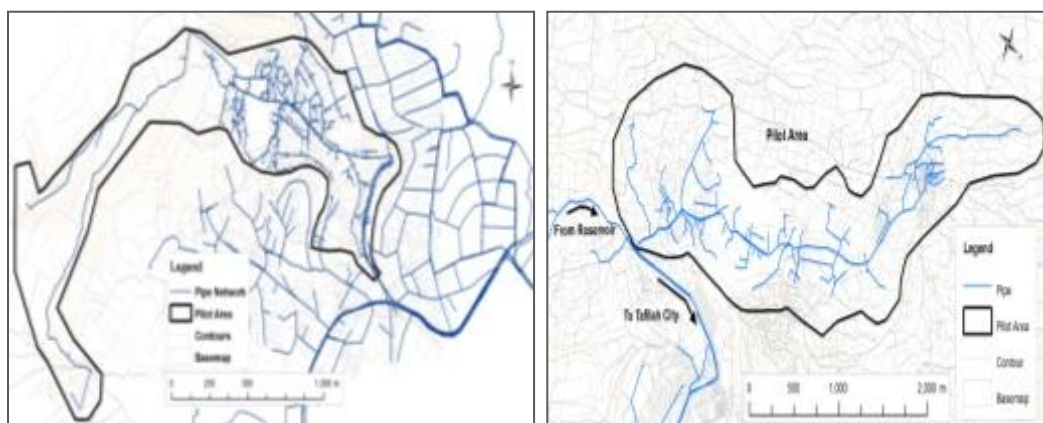 Legend
Pipe Network
Pilot Area
Contours
Basemap
0 250 500 1,000 m
Pilot Area
From Reservoir
To Tafilah City
Legend
Pipe
Pilot Area
Contour
Basemap
0 500 1,000 2,000 m